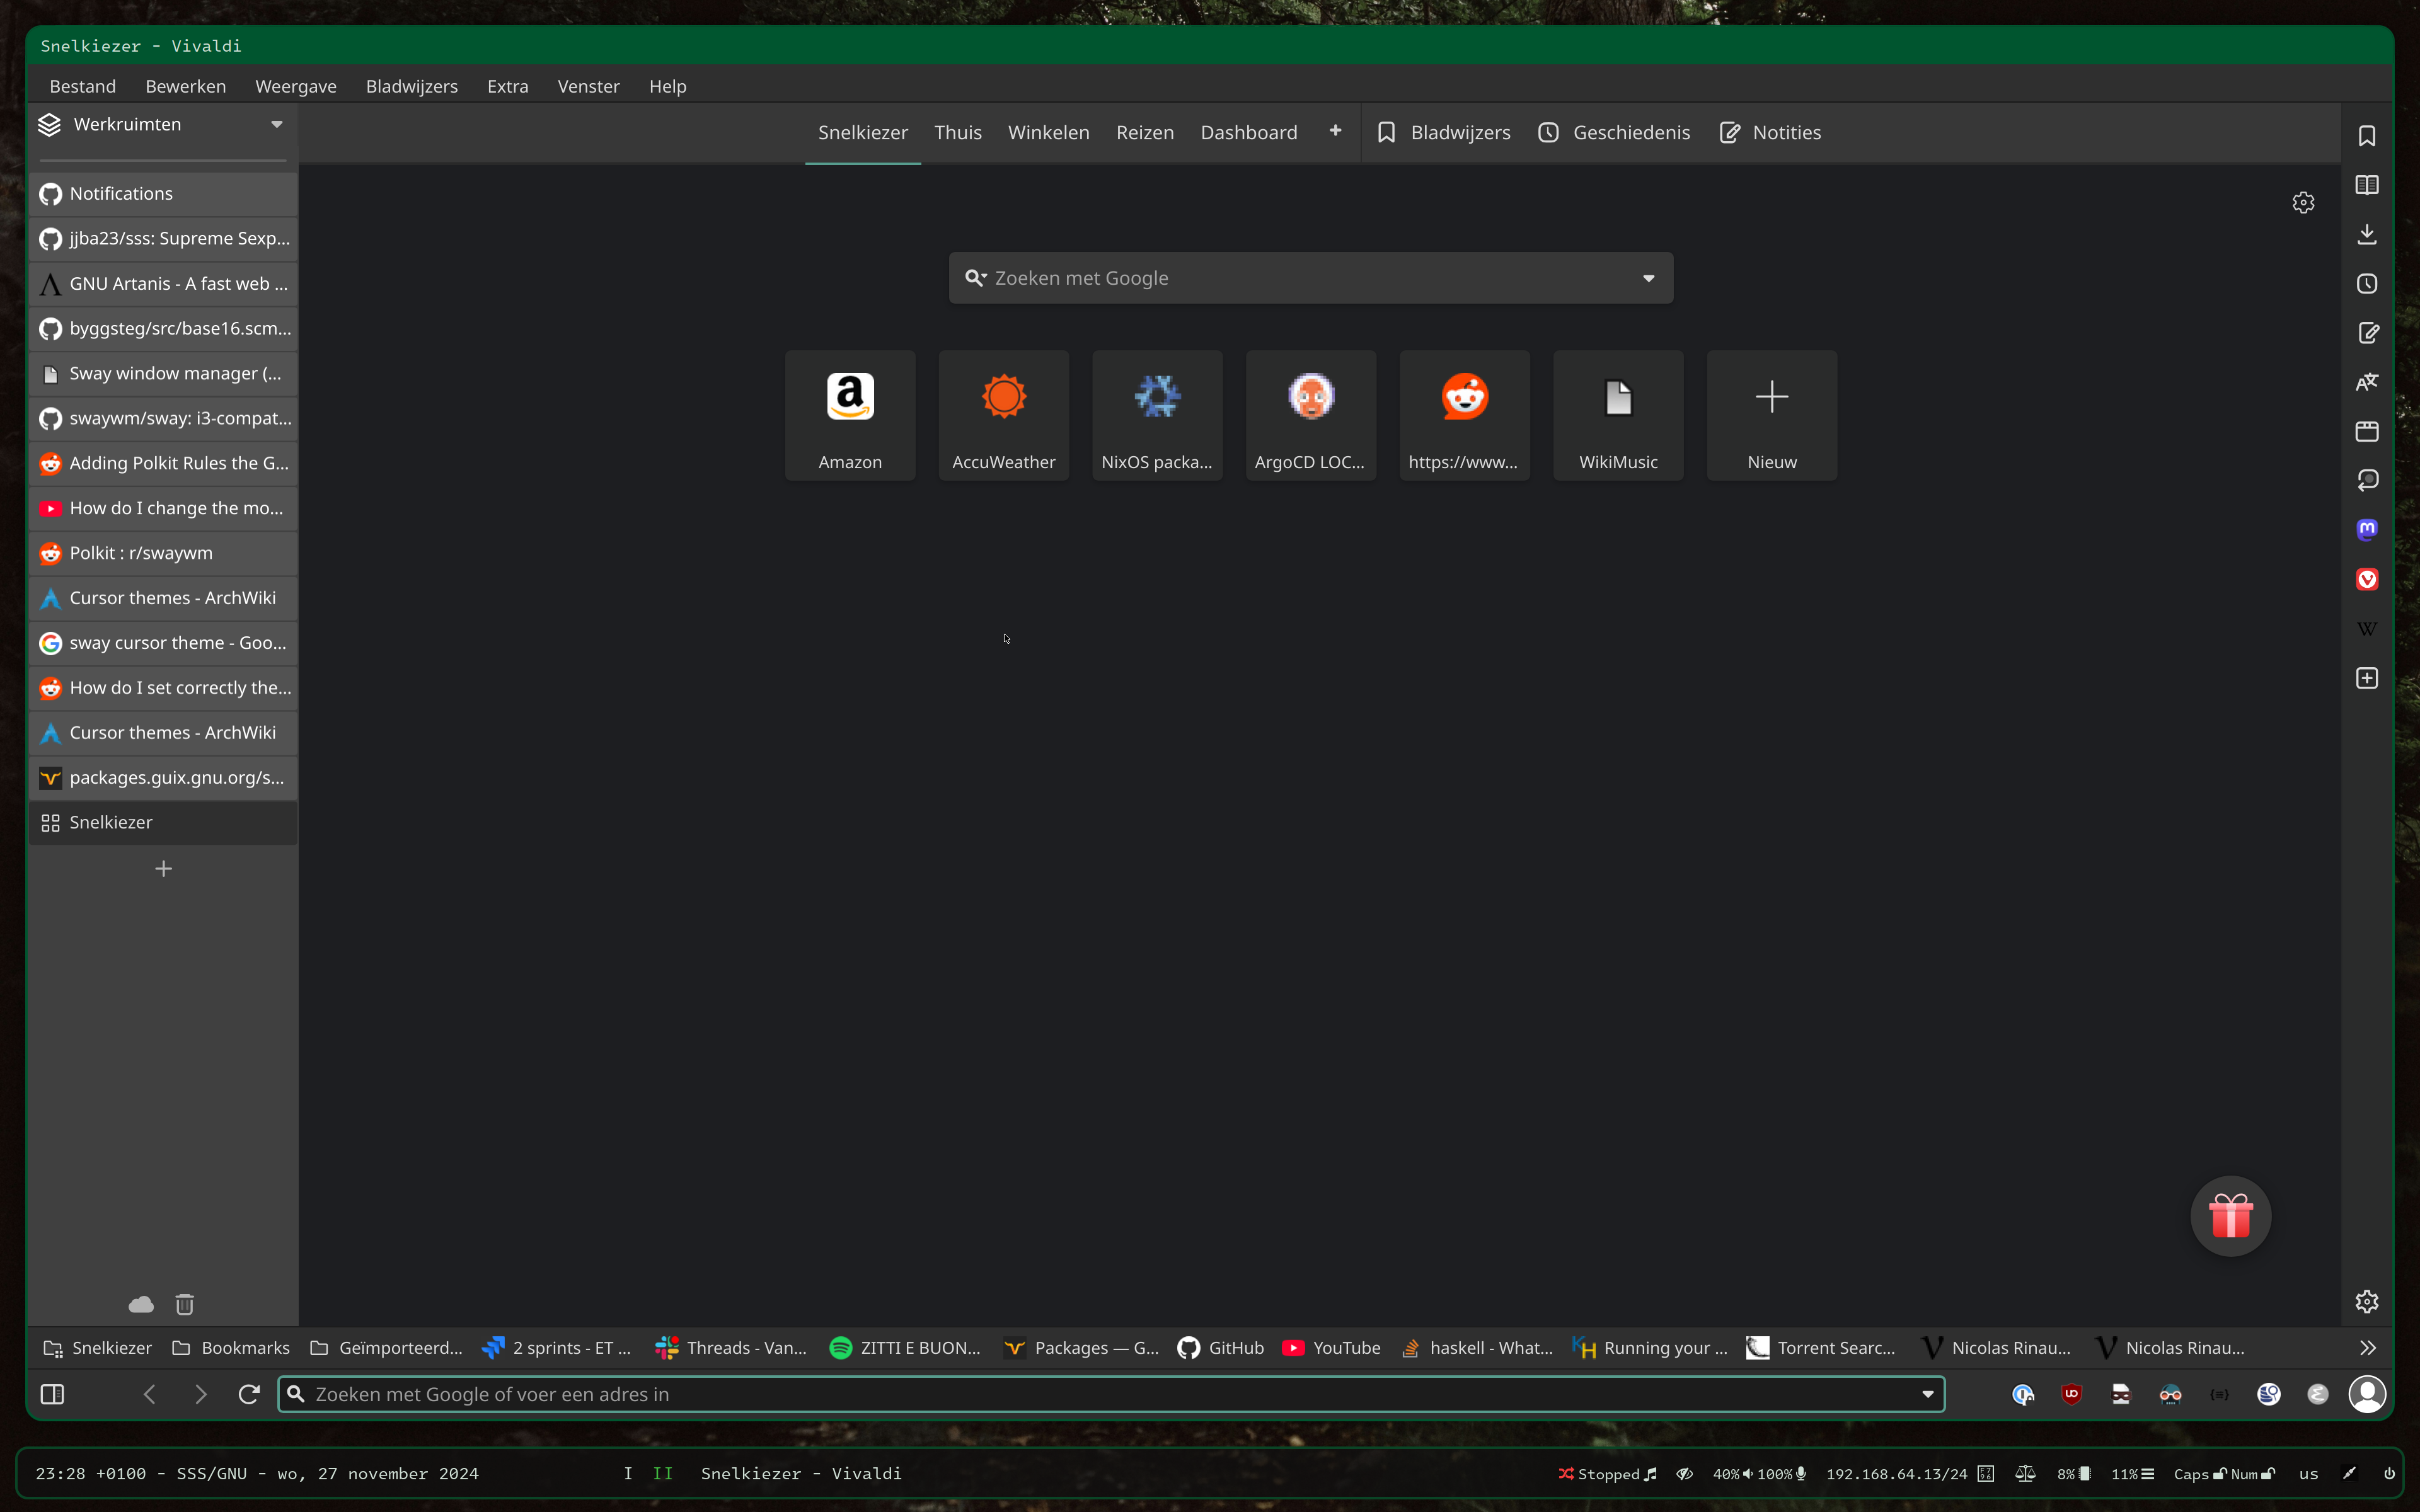 Snelkiezer - Vivaldi
Bestand Bewerken Weergave Bladwijzers Extra Venster Help
Werkruimten
Snelkiezer Thuis Winkelen Reizen Dashboard Bladwijzers Geschiedenis Notities
Notifications
jjba23/sss: Supreme Sexp...
GNU Artanis - A fast web ...
byggsteg/src/base16.scm...
Sway window manager (...
swaywm/sway: i3-compat...
Adding Polkit Rules the G...
How do I change the mo...
Polkit : r/swaywm
Cursor themes - ArchWiki
sway cursor theme - Goo...
How do I set correctly the...
Cursor themes - ArchWiki
packages.guix.gnu.org/s...
Snelkiezer
Zoeken met Google
Amazon AccuWeather NixOS packa... ArgoCD LOC... https://www... WikiMusic Nieuw
Snelkiezer Bookmarks Geïmporteerd... 2 sprints - ET ... Threads - Van... ZITTI E BUON... Packages — G... GitHub YouTube haskell - What... Running your ... Torrent Searc... Nicolas Rinau... Nicolas Rinau...
Zoeken met Google of voer een adres in
23:28 +0100 - SSS/GNU - wo, 27 november 2024 I II Snelkiezer - Vivaldi Stopped 40% 100% 192.168.64.13/24 8% 11% Caps Num us